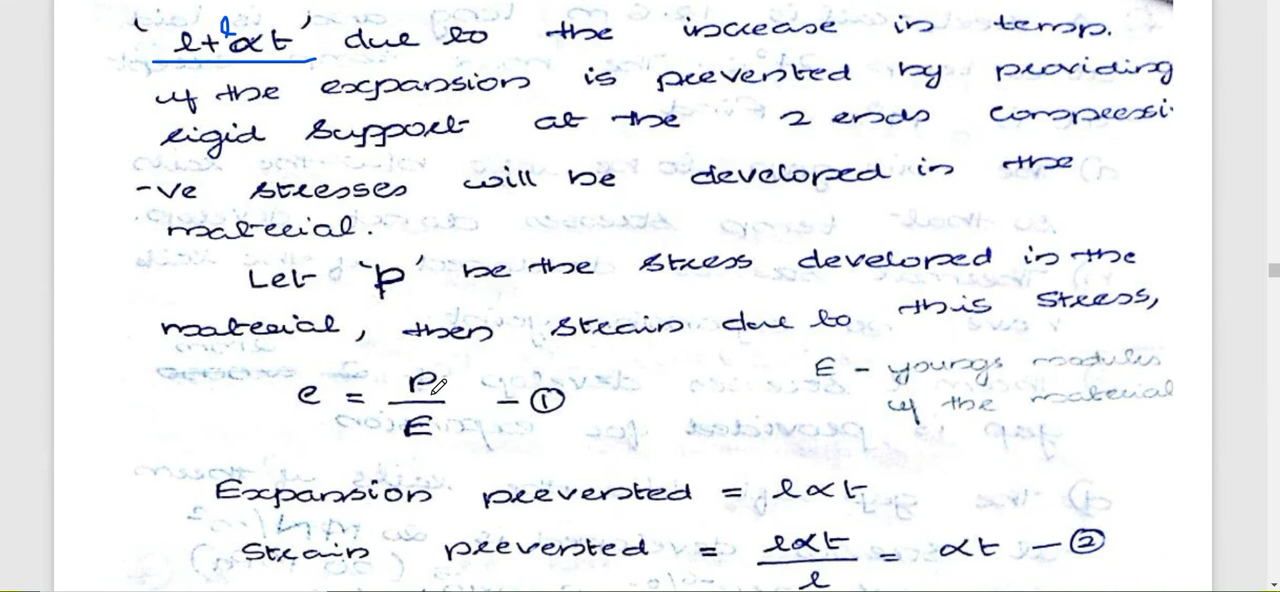 'l+lαt' due to the increase in temp.
If the expansion is prevented by providing
rigid support at the 2 ends compressi
-ve stresses will be developed in the
material.
Let 'p' be the stress developed in the
material, then strain due to this stress,
e = P/E - ①
E - youngs modulus
of the material
Expansion prevented = lαt
Strain prevented = lαt/l = αt - ②